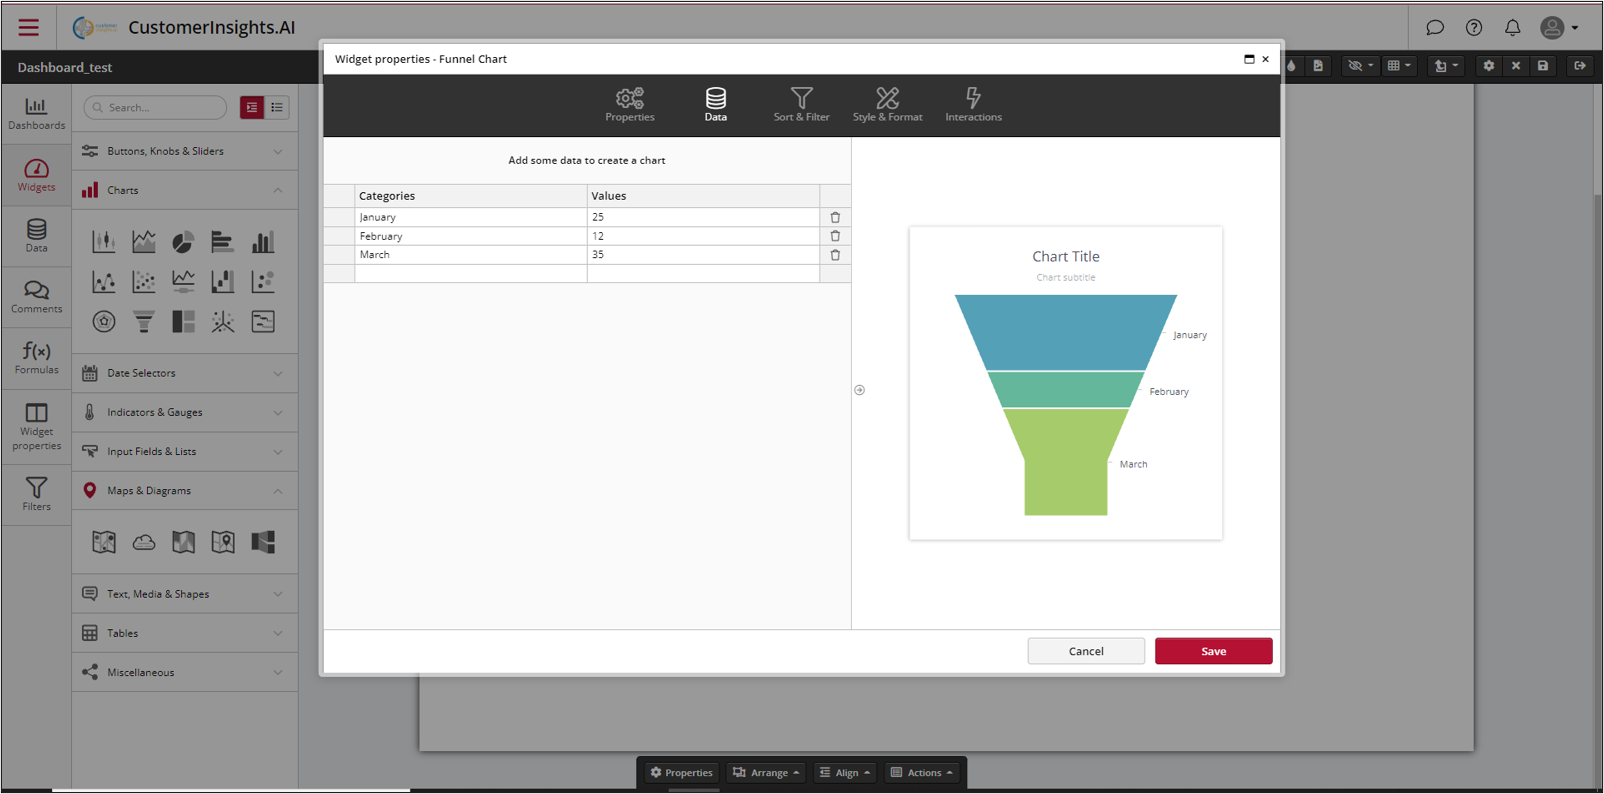 CustomerInsights.AI
Dashboard_test
Dashboards
Widgets
Data
Comments
f(x)
Formulas
Widget
properties
Filters
Search...
Buttons, Knobs & Sliders
Charts
Date Selectors
Indicators & Gauges
Input Fields & Lists
Maps & Diagrams
Text, Media & Shapes
Tables
Miscellaneous
Widget properties - Funnel Chart
Properties
Data
Sort & Filter
Style & Format
Interactions
Add some data to create a chart
Categories Values
January 25
February 12
March 35
Chart Title
Chart subtitle
January
February
March
Cancel Save
Properties Arrange Align Actions